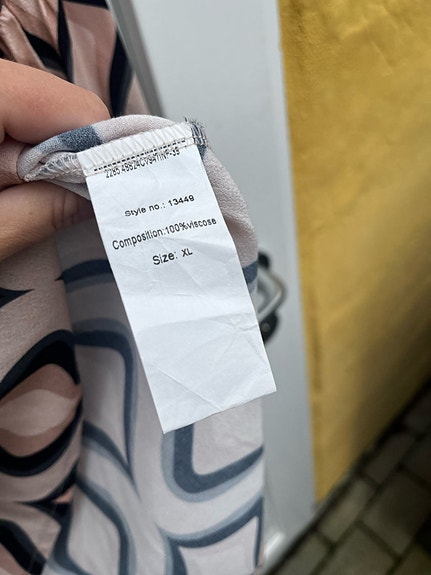 Style no.: 13449
Composition:100%viscose
Size: XL